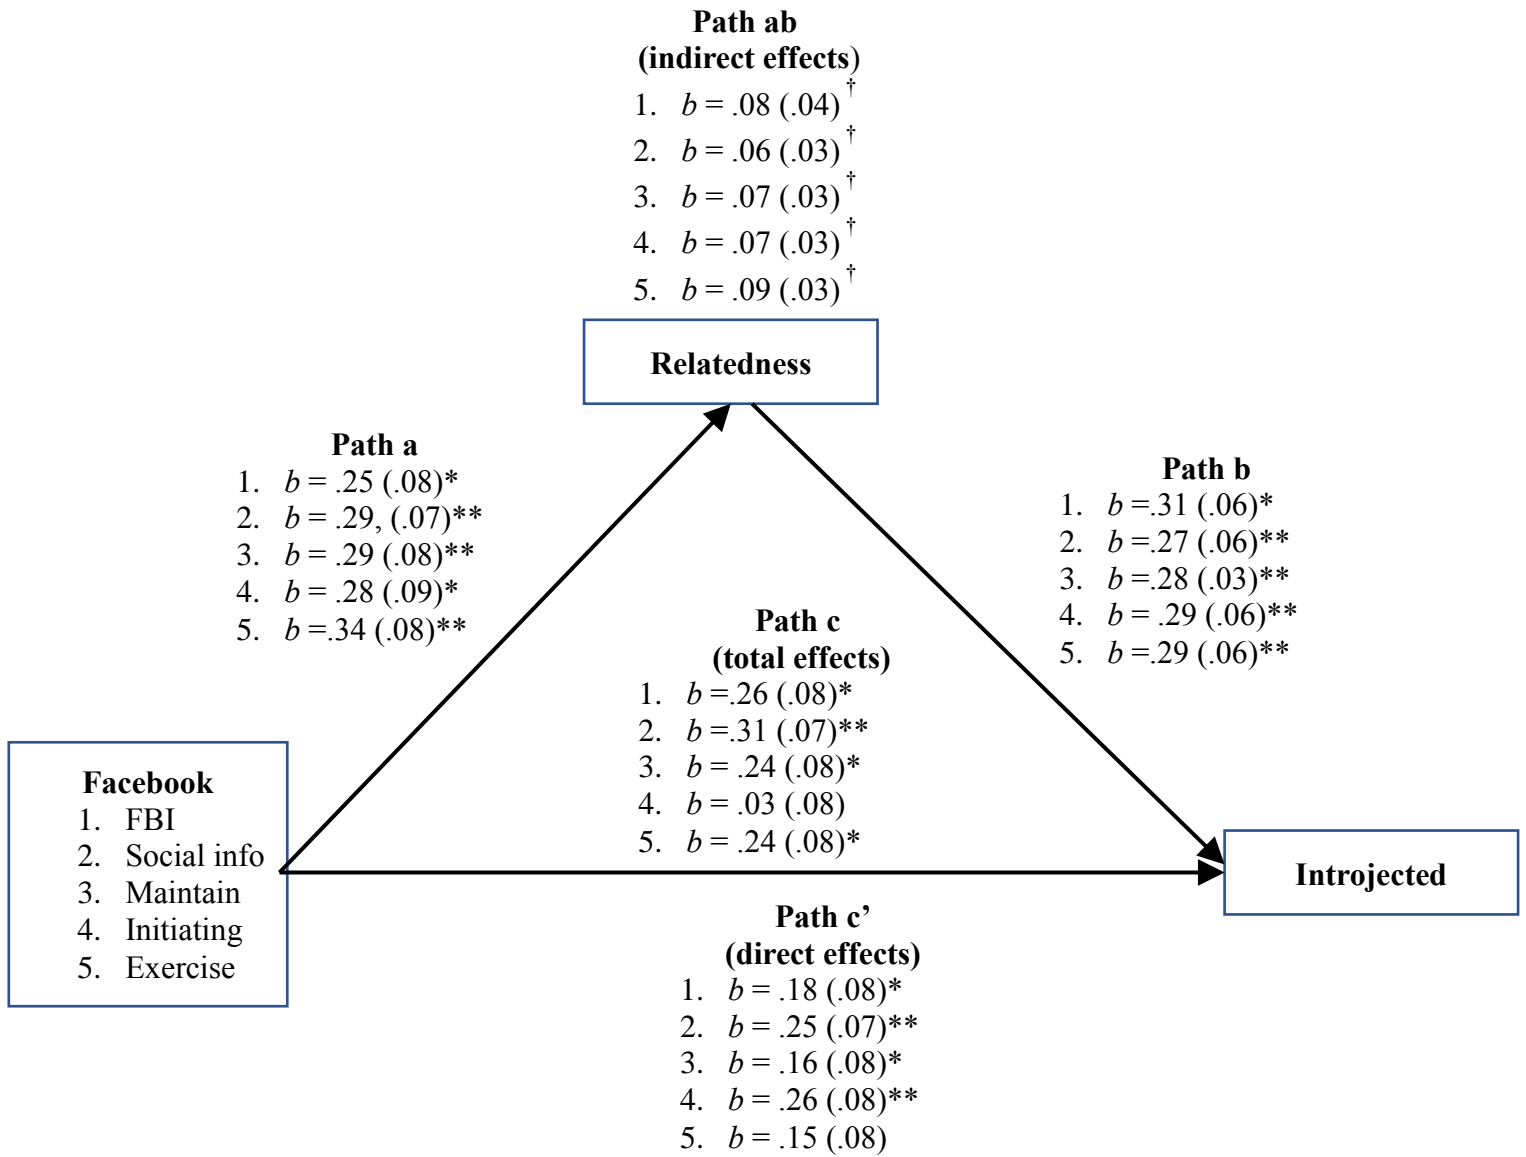 Path ab
(indirect effects)
1. b = .08 (.04) †
2. b = .06 (.03) †
3. b = .07 (.03) †
4. b = .07 (.03) †
5. b = .09 (.03) †
Relatedness
Path a
1. b = .25 (.08)*
2. b = .29, (.07)**
3. b = .29 (.08)**
4. b = .28 (.09)*
5. b =.34 (.08)**
Path b
1. b =.31 (.06)*
2. b =.27 (.06)**
3. b =.28 (.03)**
4. b = .29 (.06)**
5. b =.29 (.06)**
Path c
(total effects)
1. b =.26 (.08)*
2. b =.31 (.07)**
3. b = .24 (.08)*
4. b = .03 (.08)
5. b = .24 (.08)*
Facebook
1. FBI
2. Social info
3. Maintain
4. Initiating
5. Exercise
Introjected
Path c’
(direct effects)
1. b = .18 (.08)*
2. b = .25 (.07)**
3. b = .16 (.08)*
4. b = .26 (.08)**
5. b = .15 (.08)